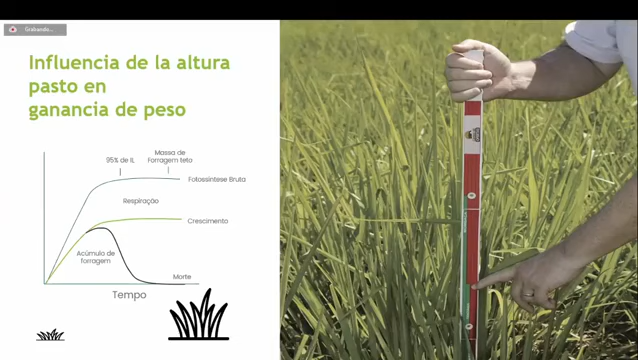 Grabando...
Influencia de la altura
pasto en
ganancia de peso
95% de IL
Massa de
Forragem teto
Fotossíntese Bruta
Respiração
Crescimento
Acúmulo de
forragem
Morte
Tempo